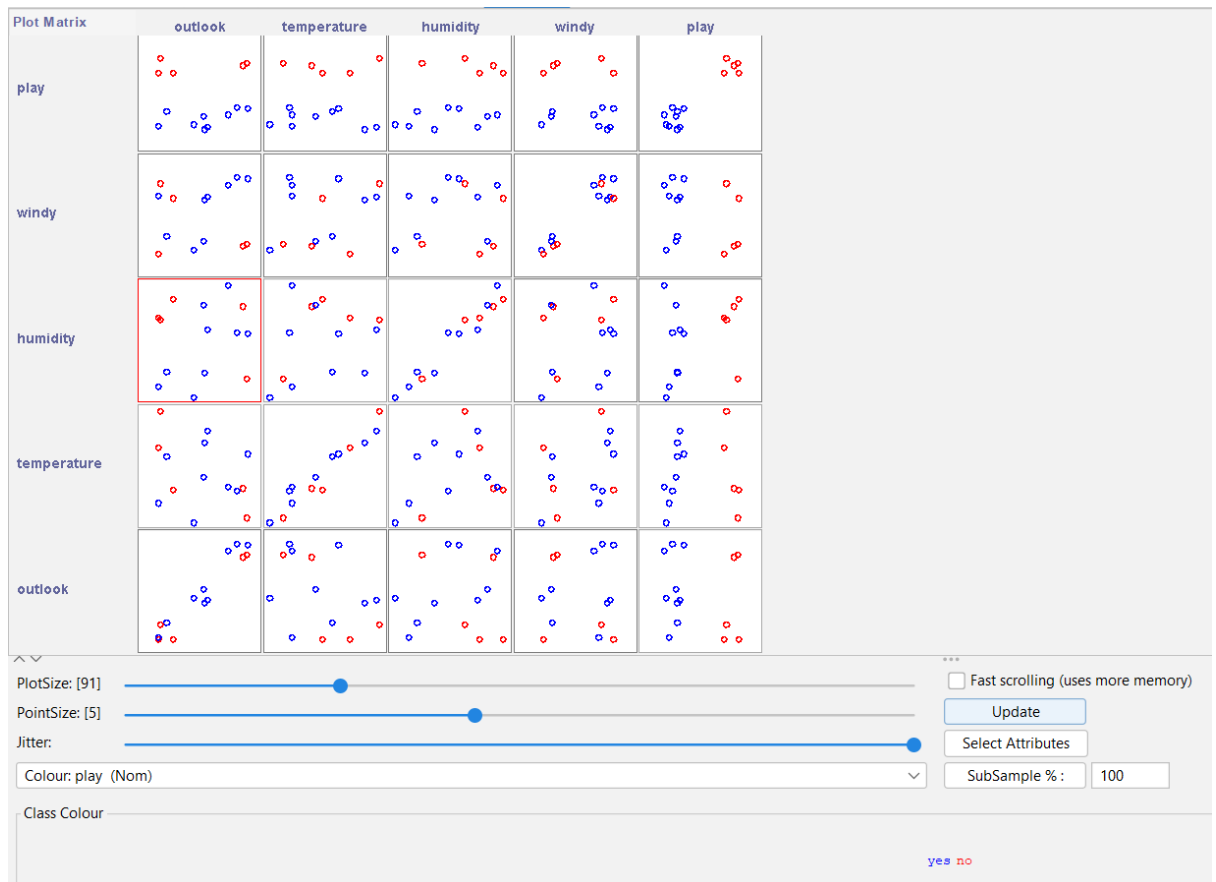 Plot Matrix outlook temperature humidity windy play
play
windy
humidity
temperature
outlook
PlotSize: [91] Fast scrolling (uses more memory)
PointSize: [5] Update
Jitter: Select Attributes
Colour: play (Nom) SubSample % : 100
Class Colour
yes no